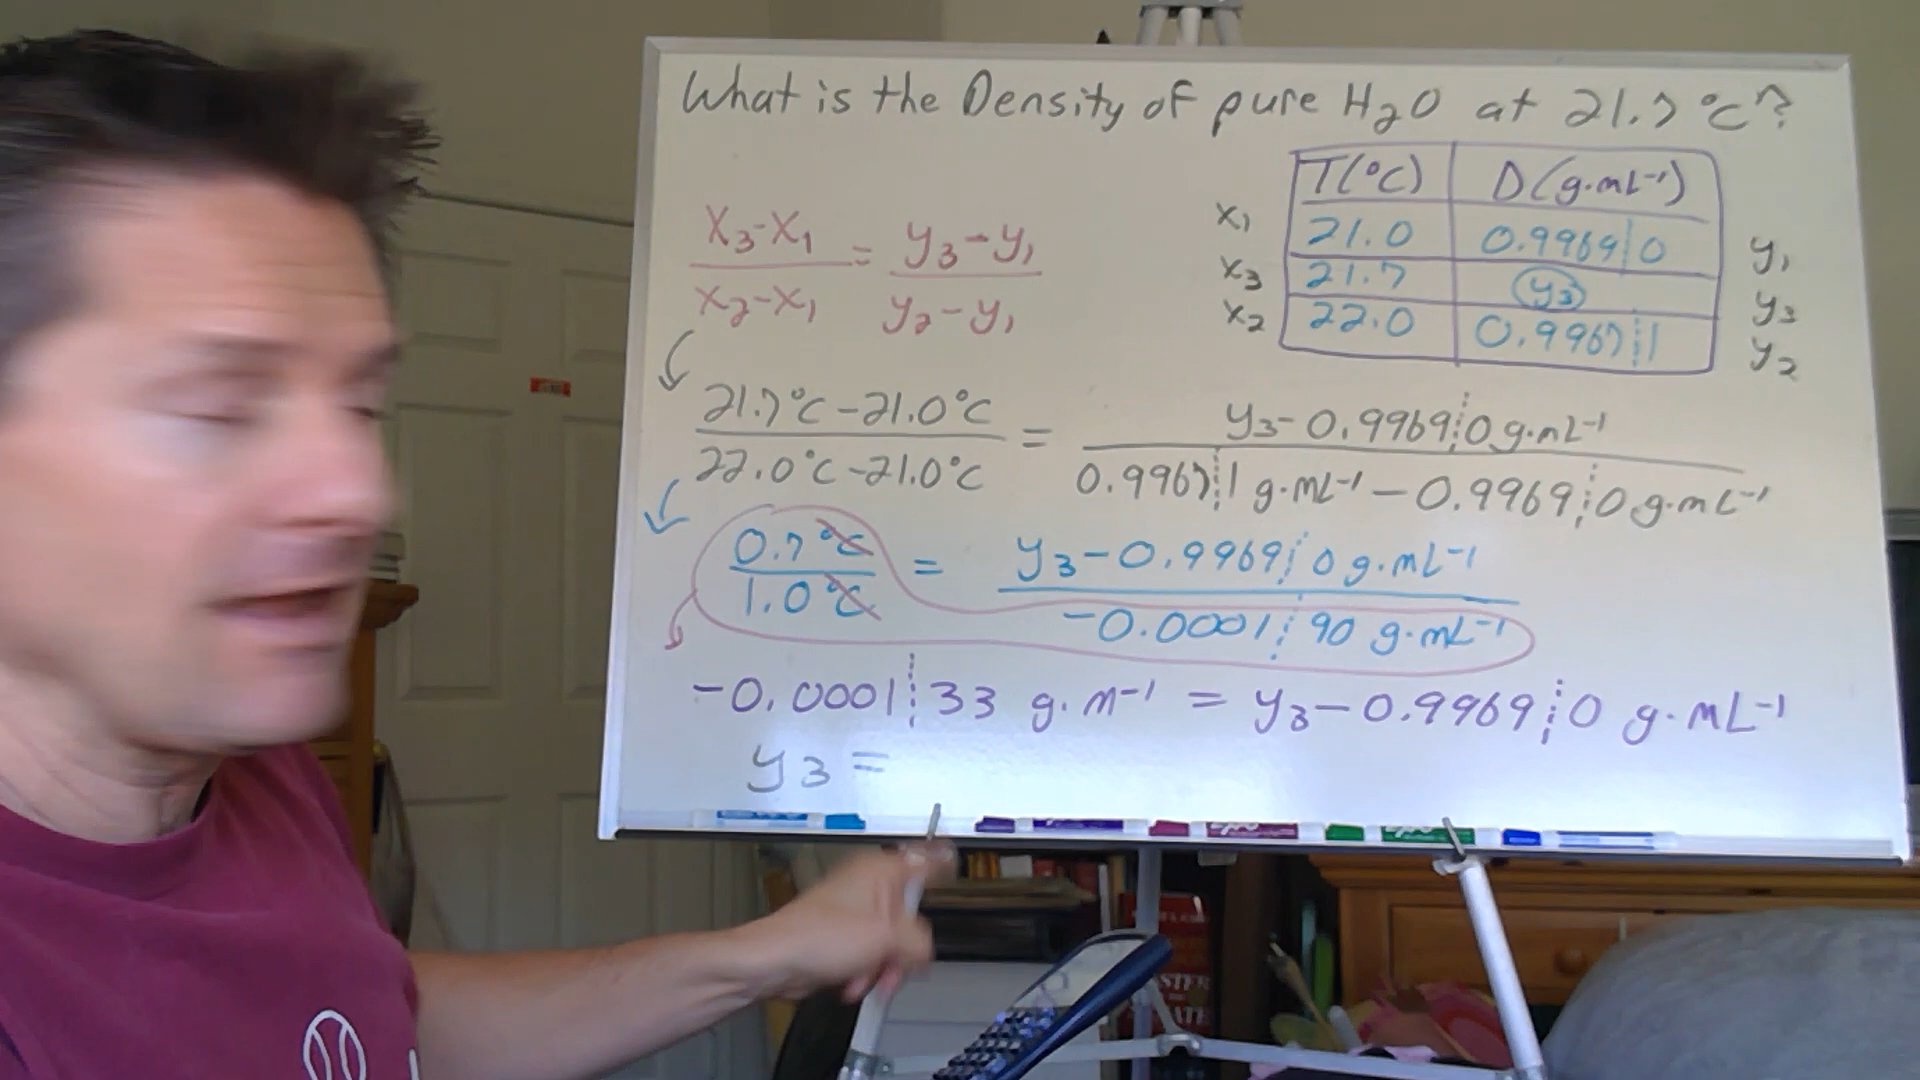 What is the Density of pure H₂O at 21.7 °C?
T(°C) D(g·mL⁻¹)
x₁ 21.0 0.9969¦0 y₁
x₃ 21.7 y₃ y₃
x₂ 22.0 0.9967¦1 y₂
x₃-x₁ / x₂-x₁ = y₃-y₁ / y₂-y₁
21.7°C-21.0°C / 22.0°C-21.0°C = y₃-0.9969¦0 g·mL⁻¹ / 0.9967¦1 g·mL⁻¹-0.9969¦0 g·mL⁻¹
0.7°C / 1.0°C = y₃-0.9969¦0 g·mL⁻¹ / -0.0001¦90 g·mL⁻¹
-0.0001¦33 g·m⁻¹ = y₃-0.9969¦0 g·mL⁻¹
y₃ =